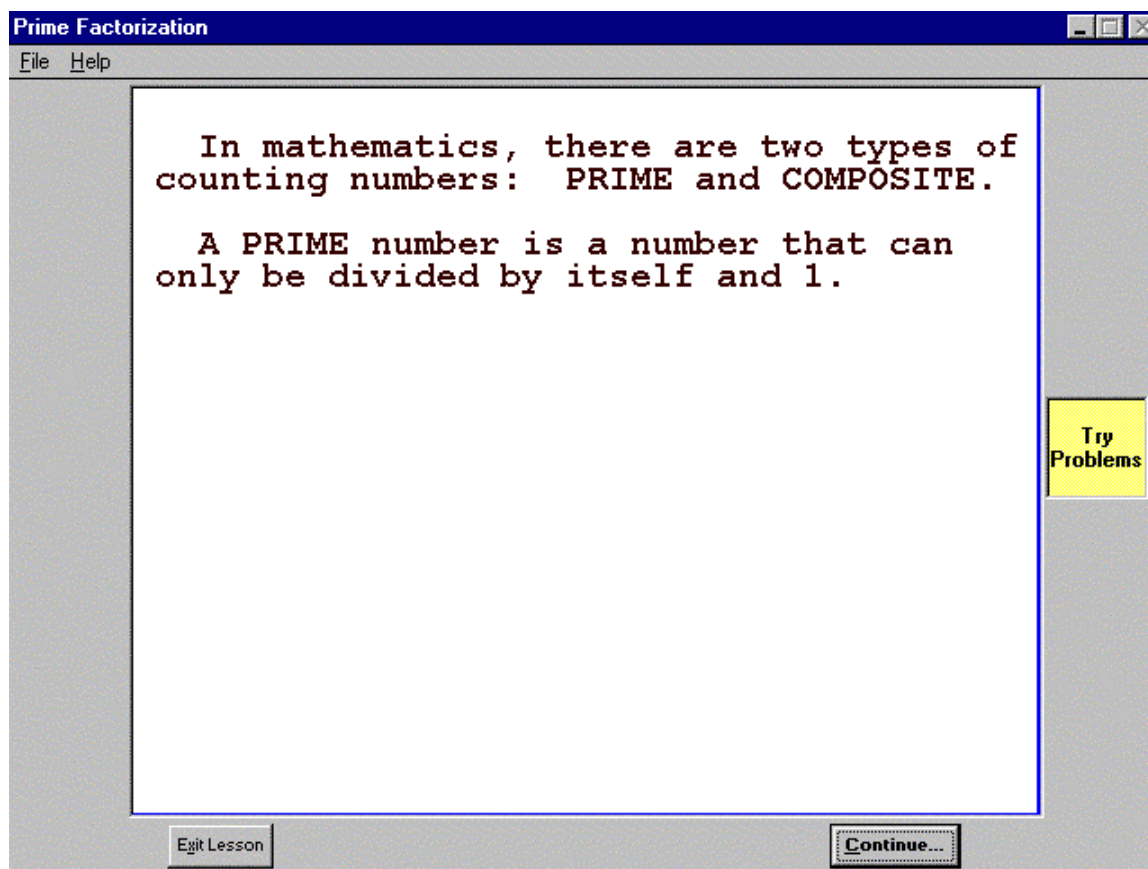 Prime Factorization
File Help
In mathematics, there are two types of
counting numbers: PRIME and COMPOSITE.
A PRIME number is a number that can
only be divided by itself and 1.
Try
Problems
Exit Lesson
Continue...